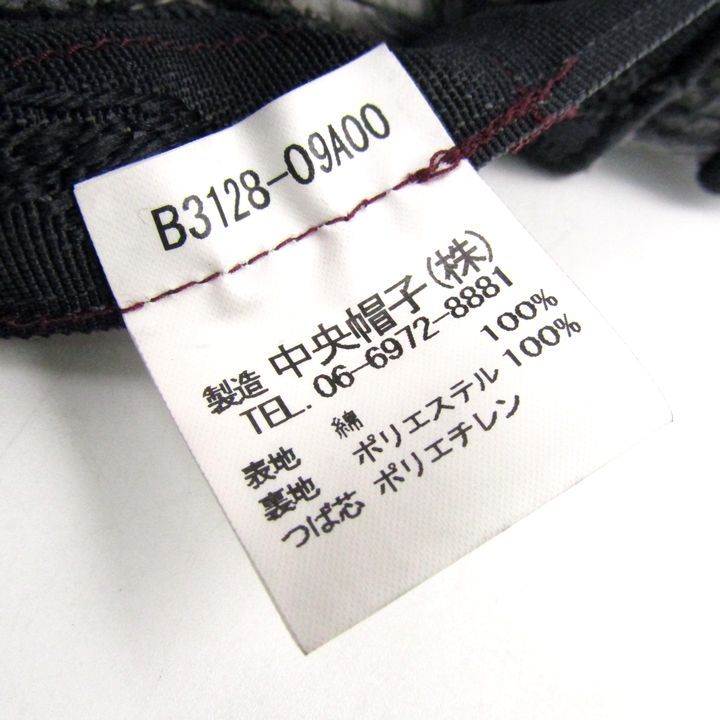 B3128-09A00
製造 中央帽子(株)
TEL. 06-6972-8881
表地 綿 100%
裏地 ポリエステル 100%
つば芯 ポリエチレン